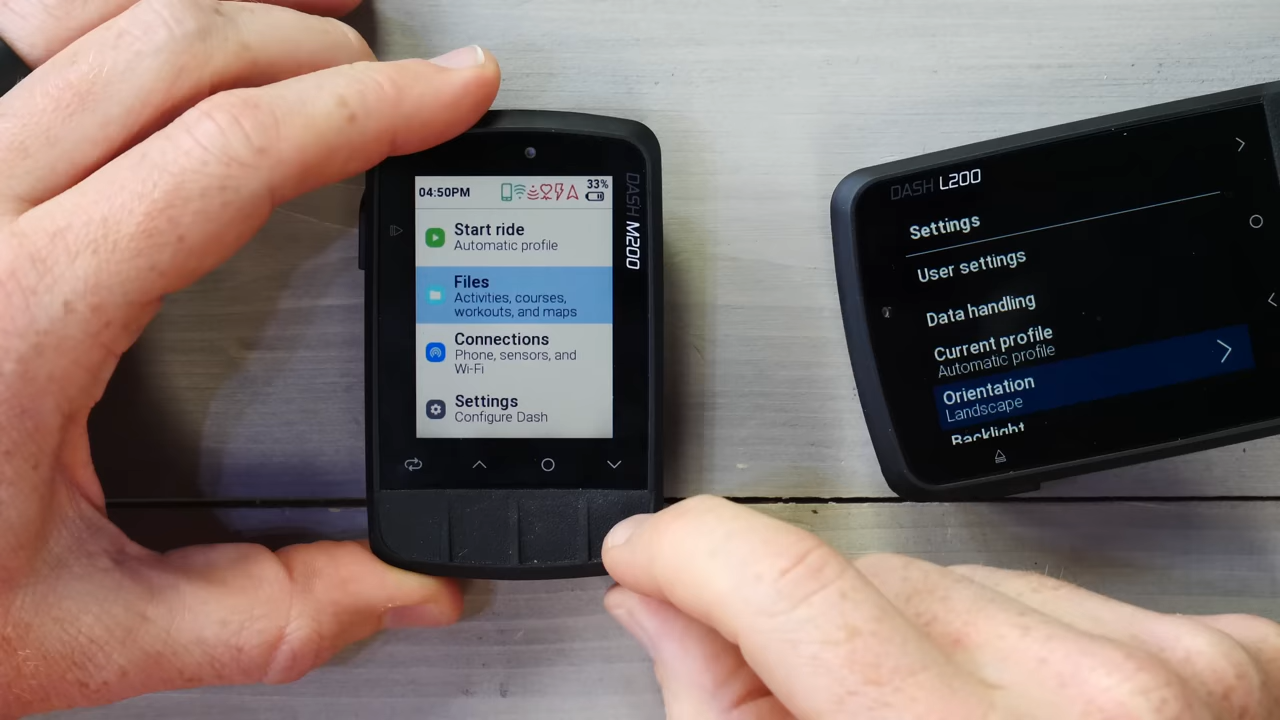 04:50PM
33%
Start ride
Automatic profile
Files
Activities, courses,
workouts, and maps
Connections
Phone, sensors, and
Wi-Fi
Settings
Configure Dash
DASH M200
DASH L200
Settings
User settings
Data handling
Current profile
Automatic profile
Orientation
Landscape
Backlight